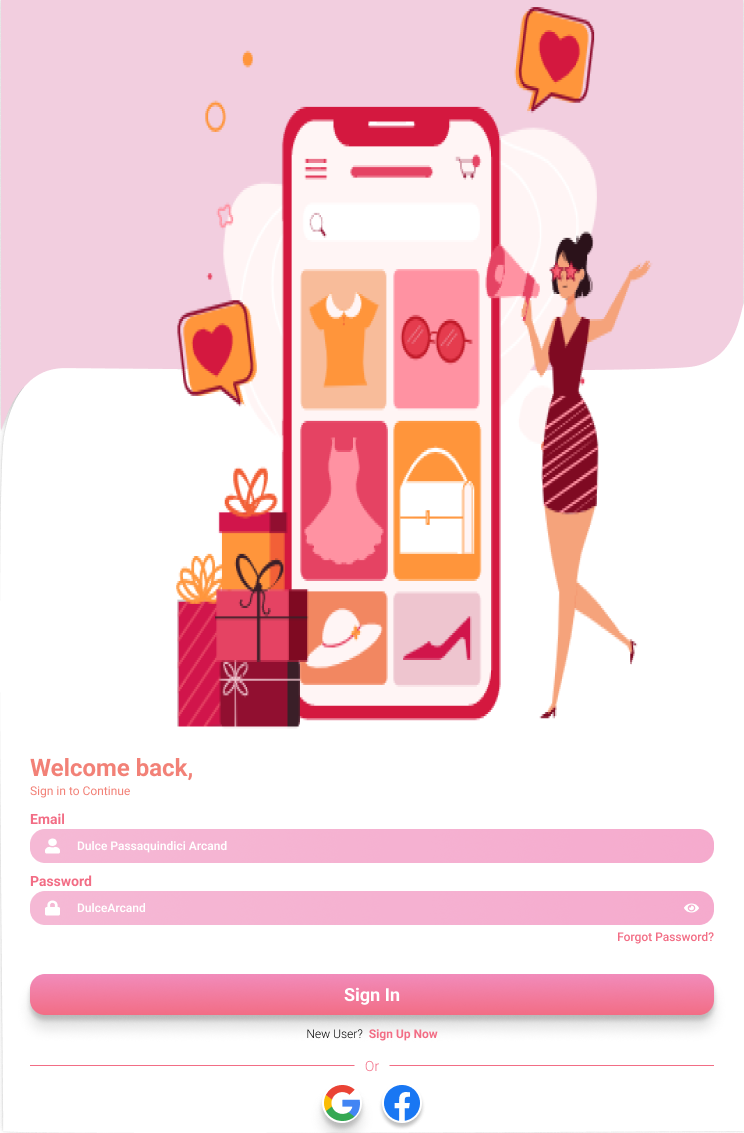 Welcome back,
Sign in to Continue
Email
Dulce Passaquindici Arcand
Password
DulceArcand
Forgot Password?
Sign In
New User? Sign Up Now
Or